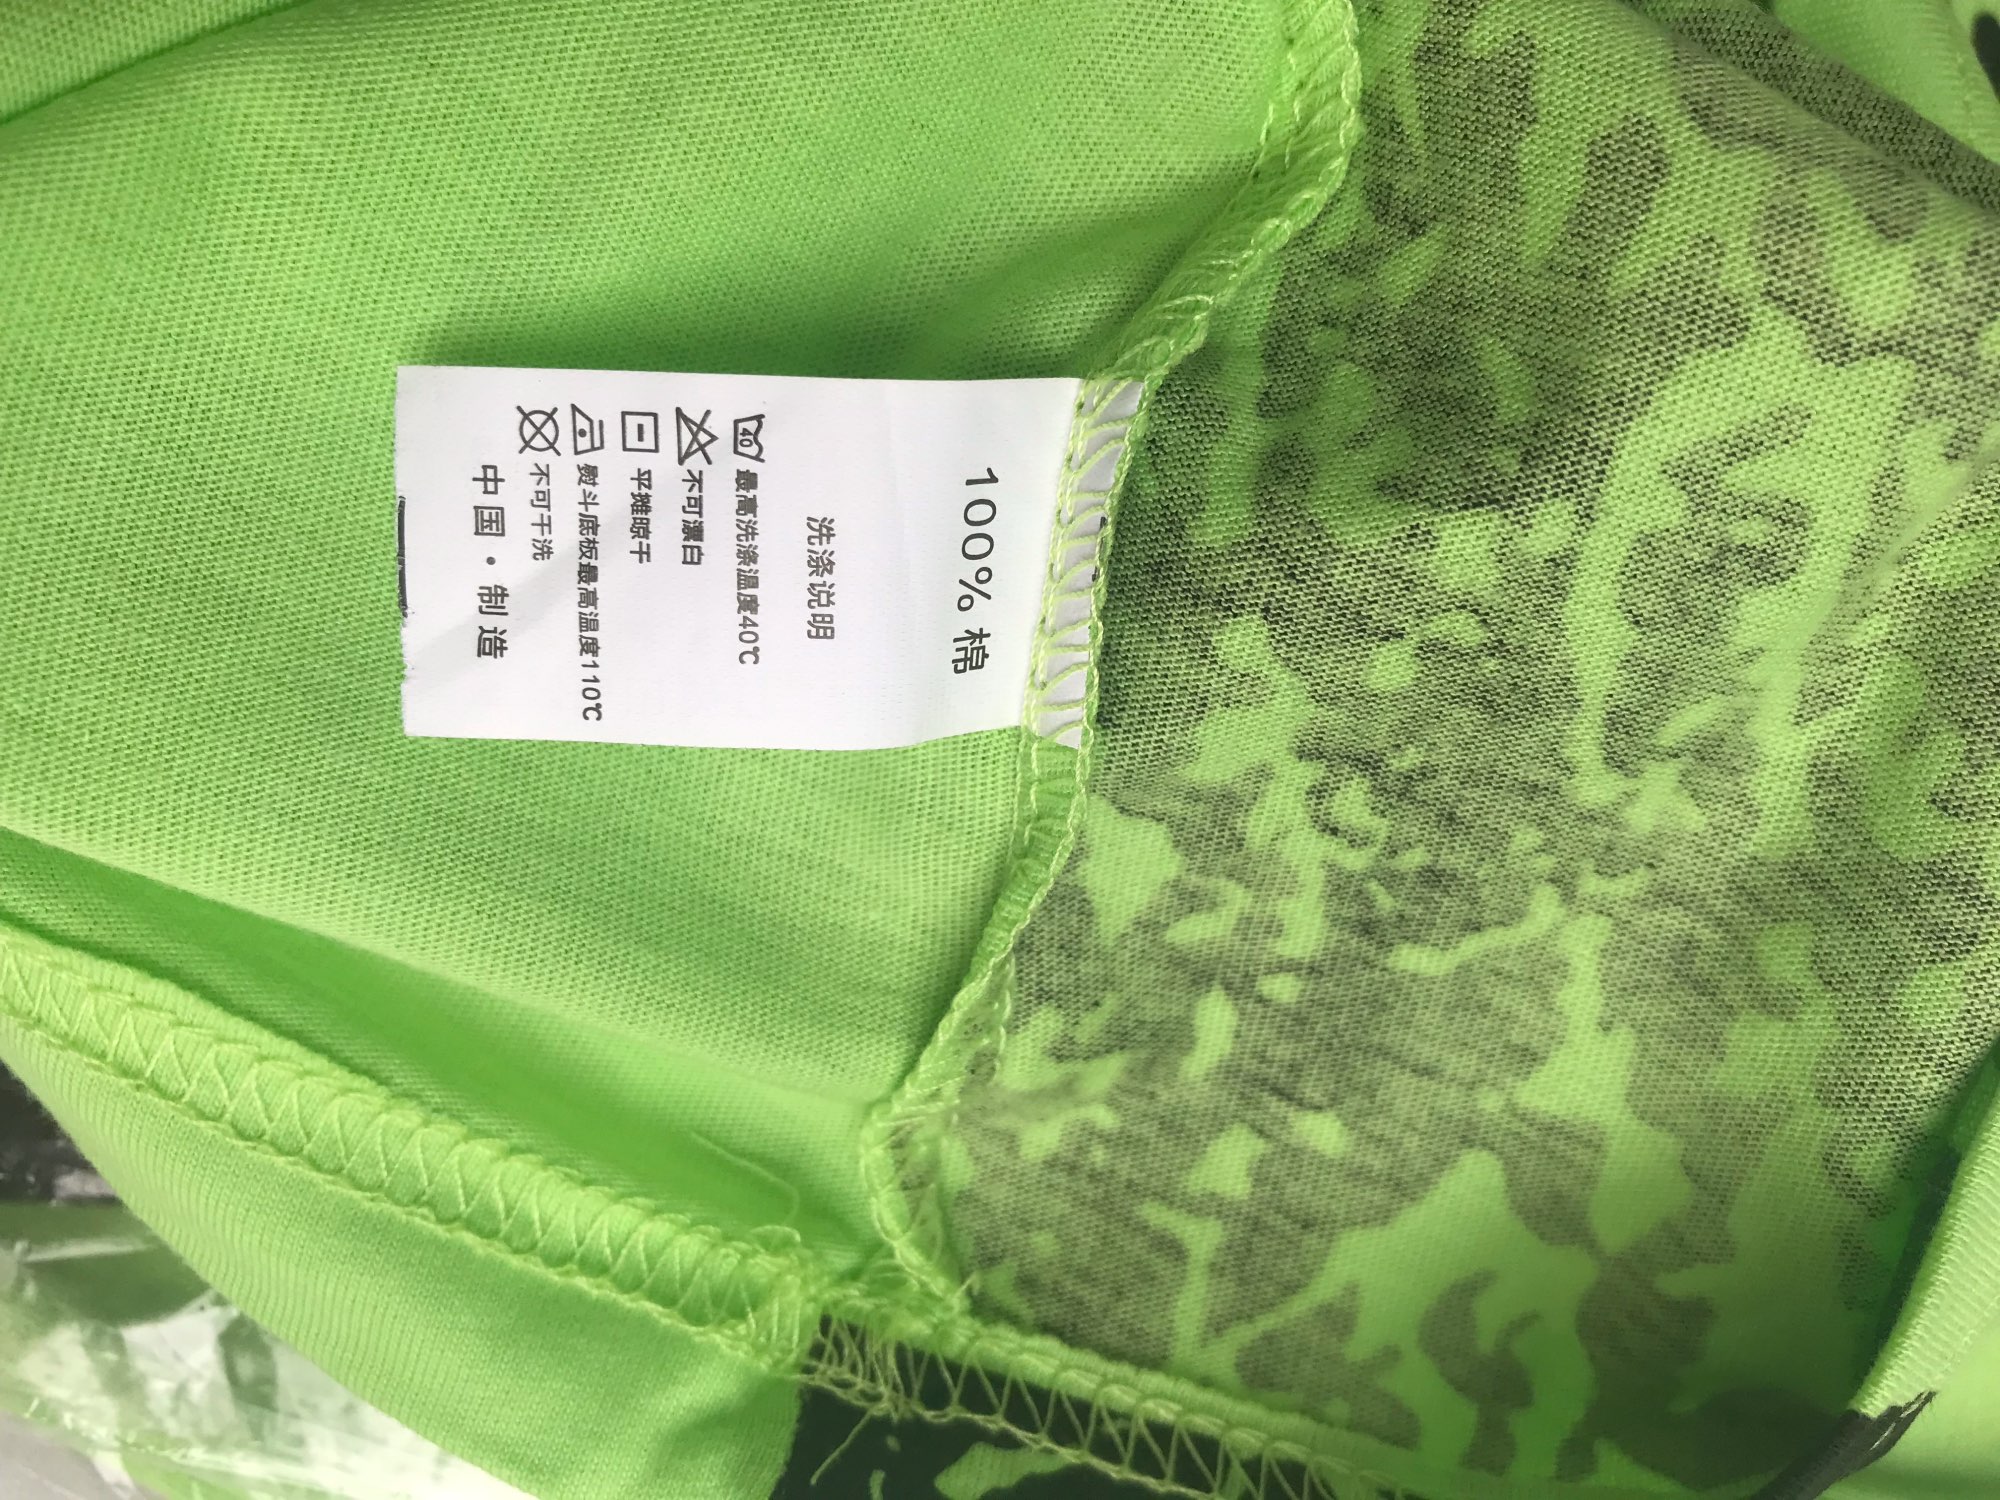 100% 棉
洗涤说明
40 最高洗涤温度40℃
不可漂白
平摊晾干
熨斗底板最高温度110℃
不可干洗
中国·制造